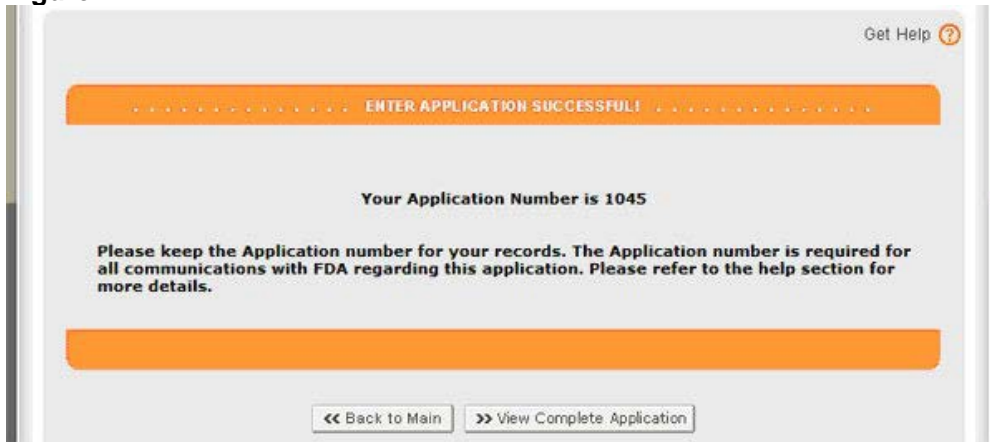 Get Help ?
. . . . . . . . . . . . . . ENTER APPLICATION SUCCESSFUL! . . . . . . . . . . . . . .
Your Application Number is 1045
Please keep the Application number for your records. The Application number is required for
all communications with FDA regarding this application. Please refer to the help section for
more details.
<< Back to Main >> View Complete Application